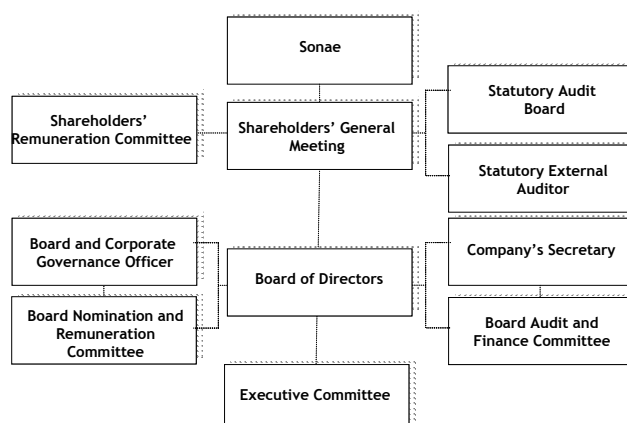 Sonae
Shareholders’
Remuneration Committee
Shareholders’ General
Meeting
Statutory Audit
Board
Statutory External
Auditor
Board and Corporate
Governance Officer
Board Nomination and
Remuneration
Committee
Board of Directors
Company’s Secretary
Board Audit and
Finance Committee
Executive Committee